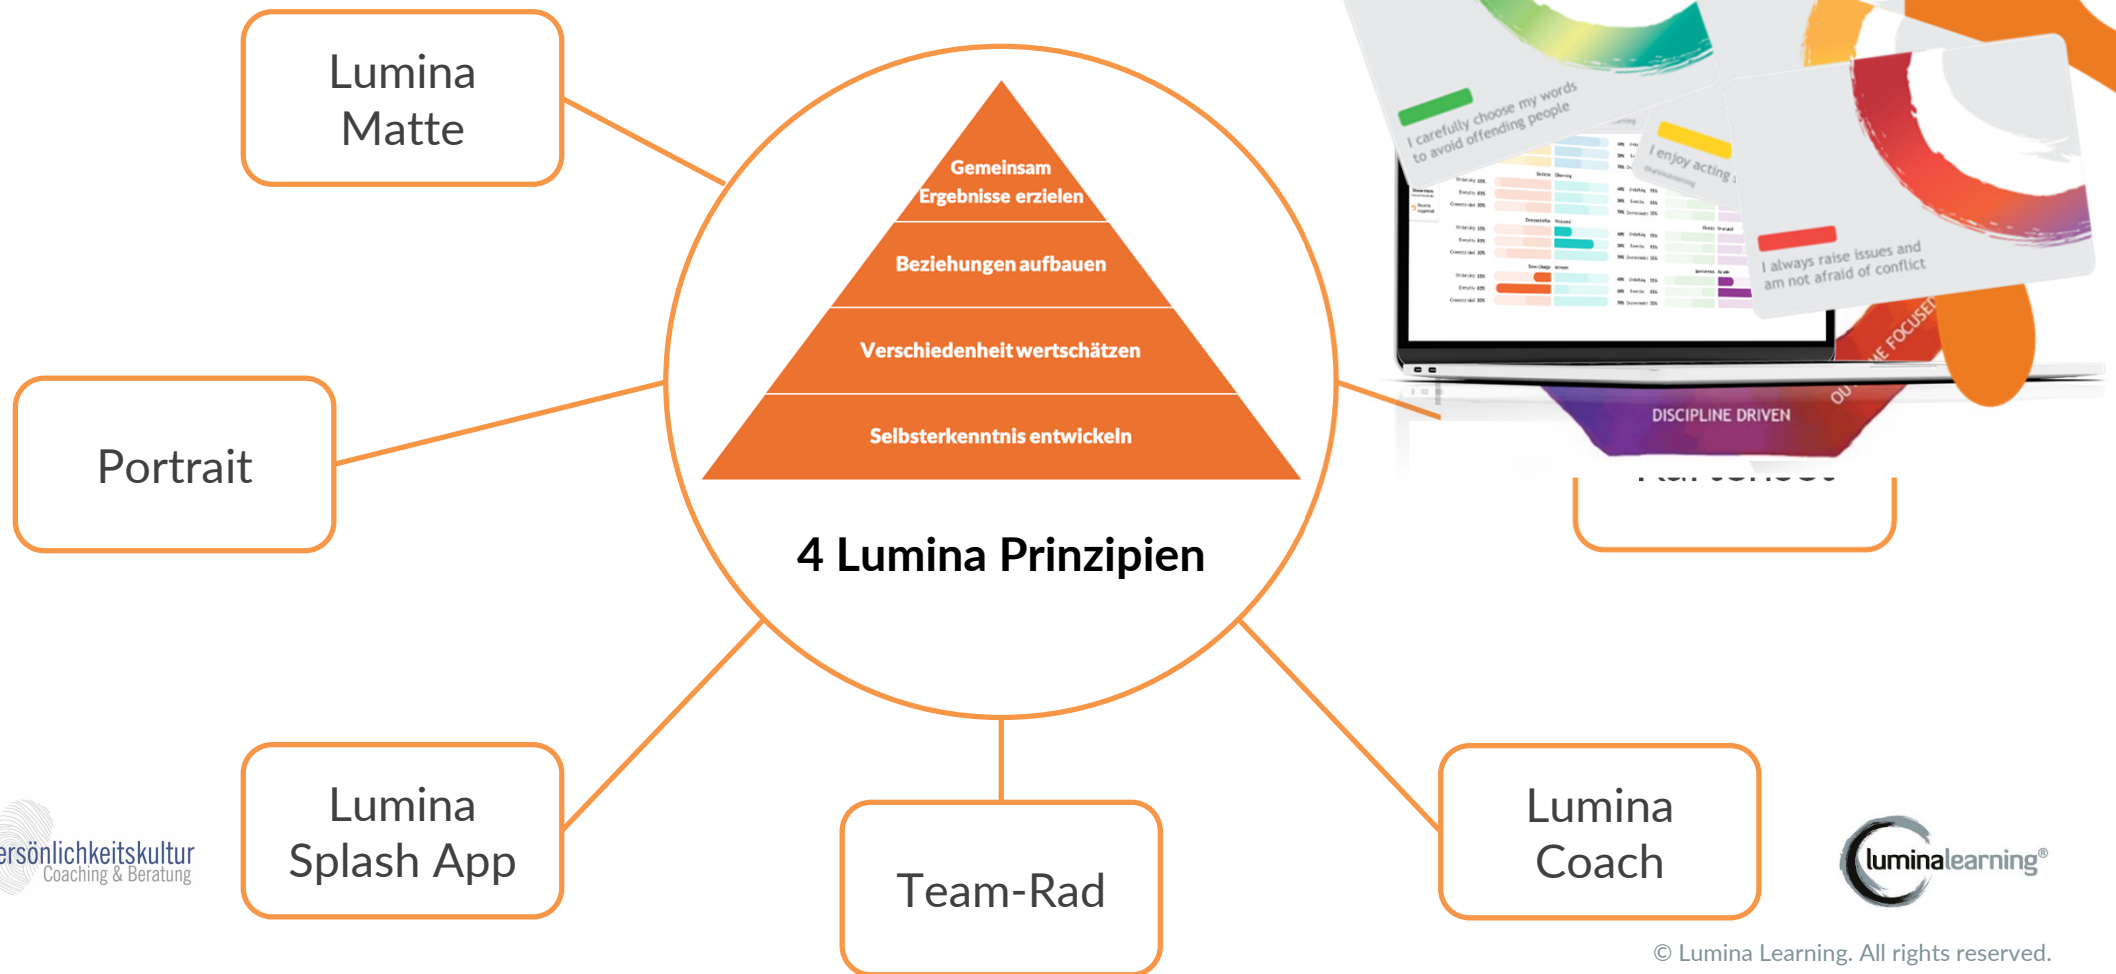 Lumina
Matte
Gemeinsam
Ergebnisse erzielen
Beziehungen aufbauen
Verschiedenheit wertschätzen
Selbsterkenntnis entwickeln
4 Lumina Prinzipien
Portrait
Lumina
Splash App
Team-Rad
Lumina
Coach
I carefully choose my words
to avoid offending people
I enjoy acting
I always raise issues and
am not afraid of conflict
DISCIPLINE DRIVEN
FOCUSED
ersönlichkeitskultur
Coaching & Beratung
luminalearning®
© Lumina Learning. All rights reserved.